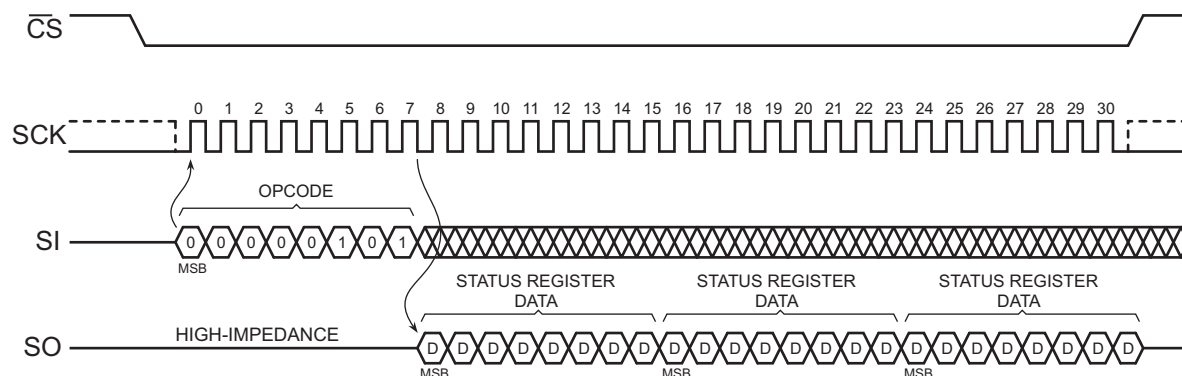 C̅S̅
0 1 2 3 4 5 6 7 8 9 10 11 12 13 14 15 16 17 18 19 20 21 22 23 24 25 26 27 28 29 30
SCK
OPCODE
SI 0 0 0 0 0 1 0 1
MSB
STATUS REGISTER DATA
STATUS REGISTER DATA
STATUS REGISTER DATA
HIGH-IMPEDANCE
SO D D D D D D D D D D D D D D D D D D D D D D D D
MSB MSB MSB